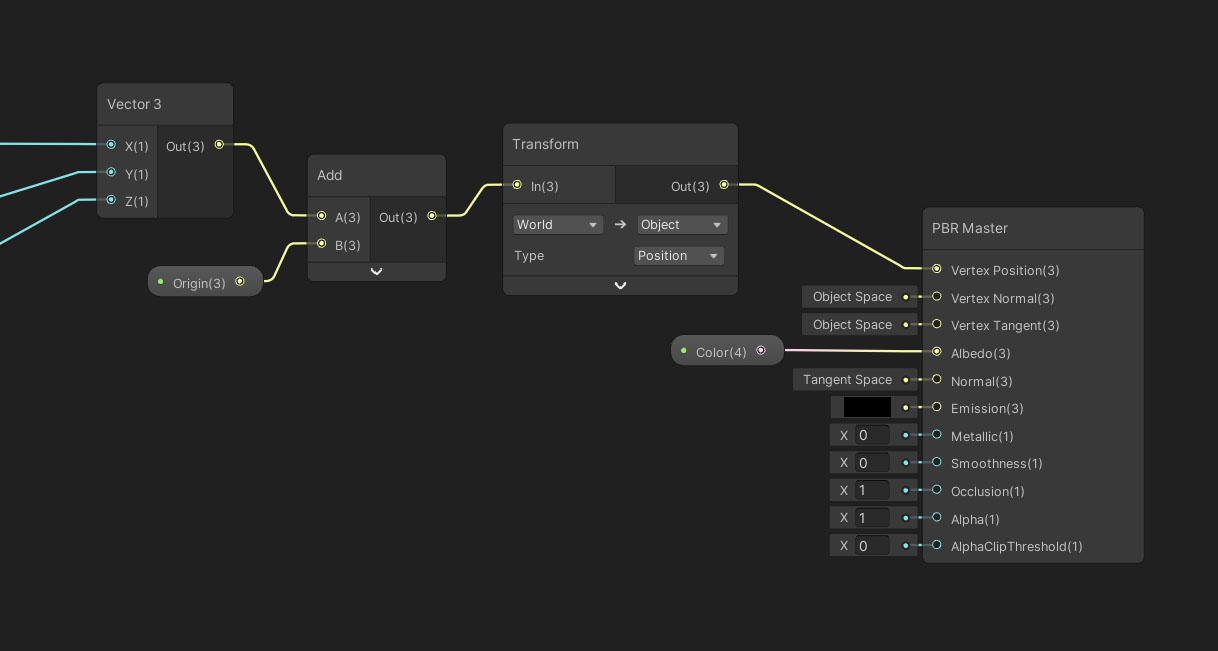 Vector 3
X(1)
Out(3)
Y(1)
Z(1)
Add
A(3)
Out(3)
B(3)
Origin(3)
Transform
In(3)
Out(3)
World
Object
Type
Position
PBR Master
Vertex Position(3)
Object Space
Vertex Normal(3)
Object Space
Vertex Tangent(3)
Color(4)
Albedo(3)
Tangent Space
Normal(3)
Emission(3)
X 0
Metallic(1)
X 0
Smoothness(1)
X 1
Occlusion(1)
X 1
Alpha(1)
X 0
AlphaClipThreshold(1)